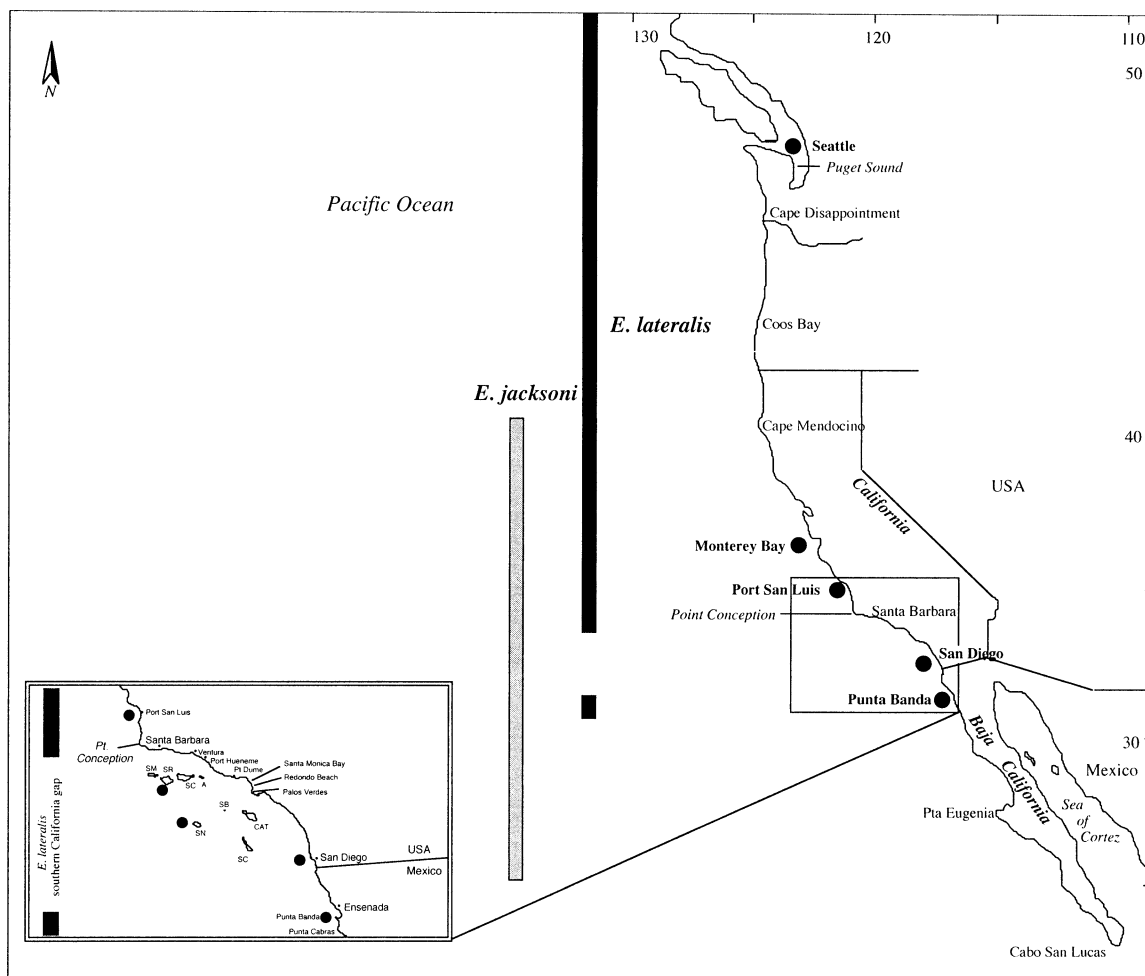 130
120
110
50
N
Seattle
Puget Sound
Pacific Ocean
Cape Disappointment
E. lateralis
Coos Bay
E. jacksoni
Cape Mendocino
40
California
USA
Monterey Bay
Port San Luis
Santa Barbara
Point Conception
San Diego
Punta Banda
Baja
California
30
Mexico
Sea
of
Cortez
Pta Eugenia
Cabo San Lucas
Port San Luis
Pt.
Conception
Santa Barbara
Ventura
Port Hueneme
Pt Dume
Santa Monica Bay
Redondo Beach
Palos Verdes
SM
SR
SC
A
SB
SN
CAT
SC
E. lateralis
southern California gap
San Diego
USA
Mexico
Ensenada
Punta Banda
Punta Cabras